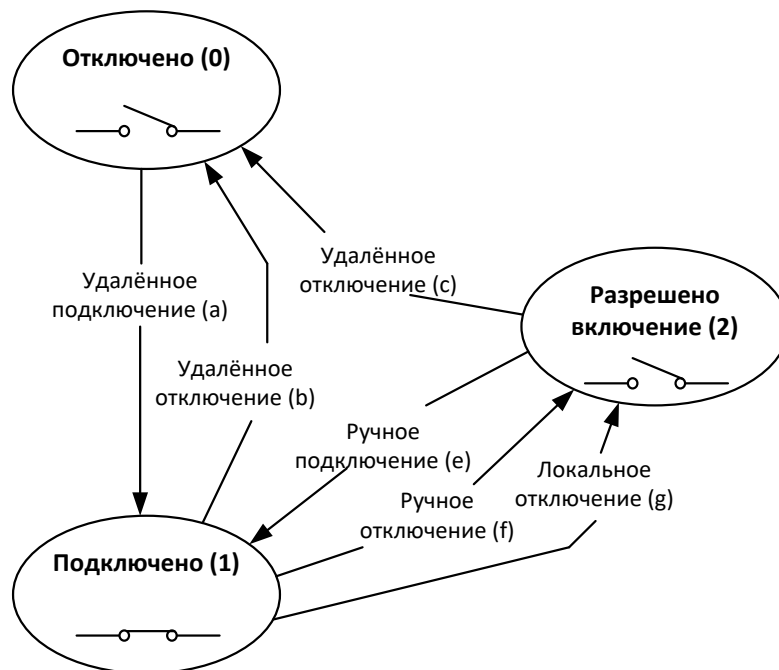 Отключено (0)
Удалённое
подключение (a)
Удалённое
отключение (b)
Удалённое
отключение (c)
Разрешено
включение (2)
Ручное
подключение (e)
Ручное
отключение (f)
Локальное
отключение (g)
Подключено (1)